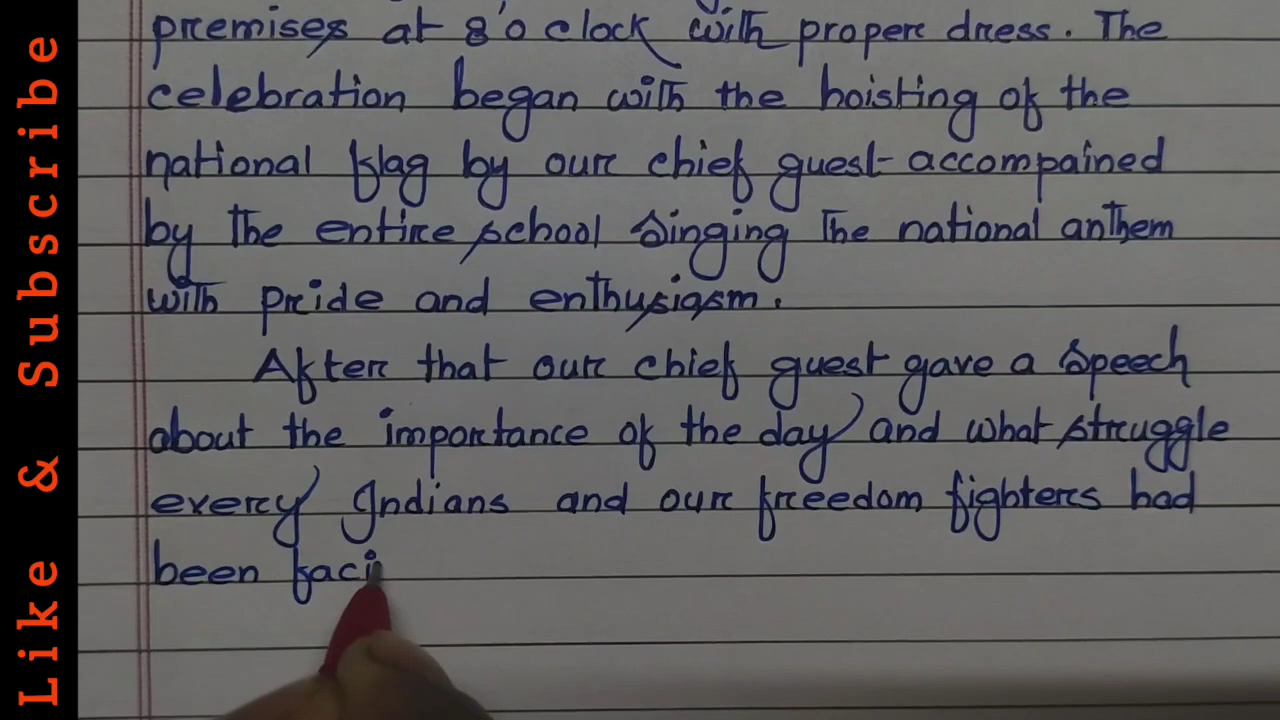 premises at 8'o clock with proper dress. The
celebration began with the hoisting of the
national flag by our chief guest accompained
by the entire school singing the national anthem
with pride and enthusiasm.
After that our chief guest gave a speech
about the importance of the day and what struggle
every Indians and our freedom fighters had
been faci
Like & Subscribe